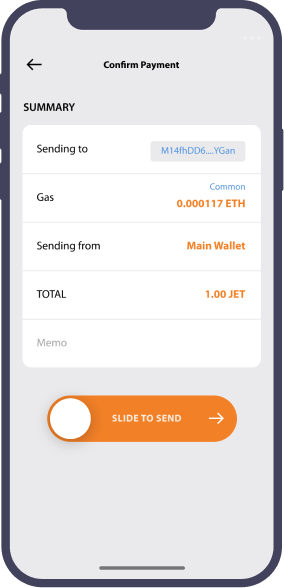 Confirm Payment
SUMMARY
Sending to
M14fhDD6....YGan
Common
Gas
0.000117 ETH
Sending from
Main Wallet
TOTAL
1.00 JET
Memo
SLIDE TO SEND